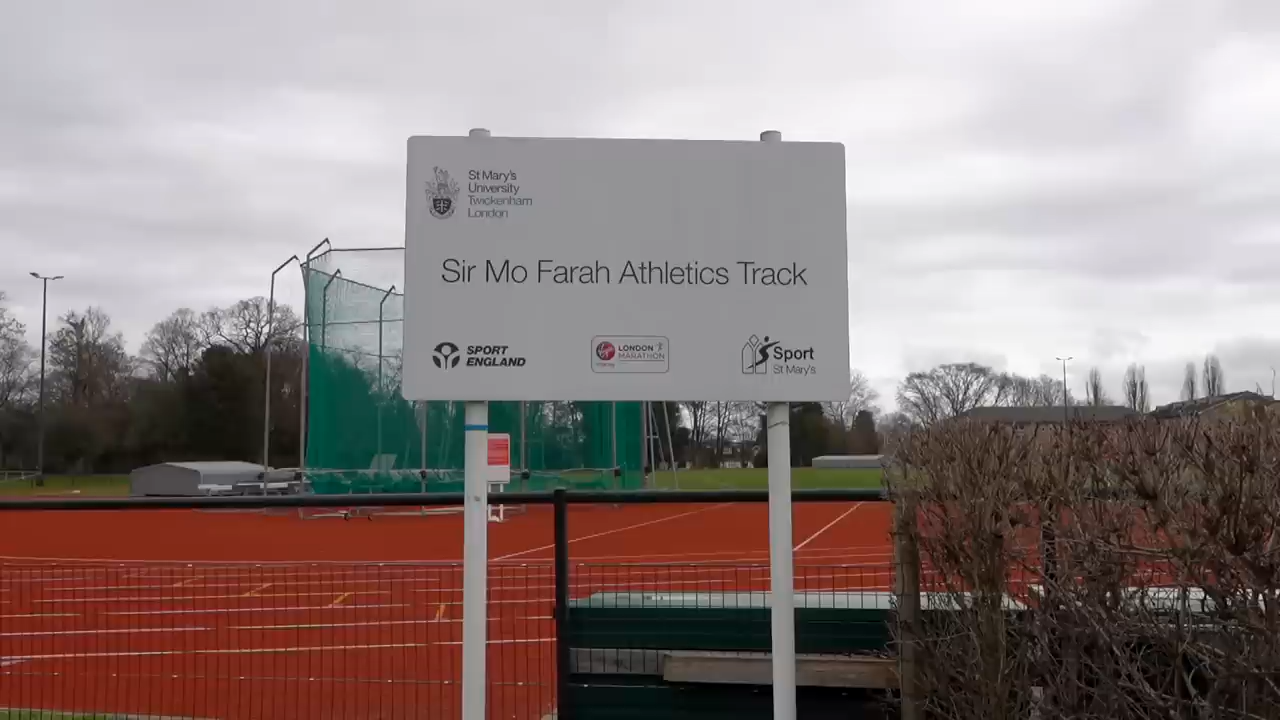 St Mary's
University
Twickenham
London
Sir Mo Farah Athletics Track
SPORT
ENGLAND
LONDON
MARATHON
Sport
St Mary's